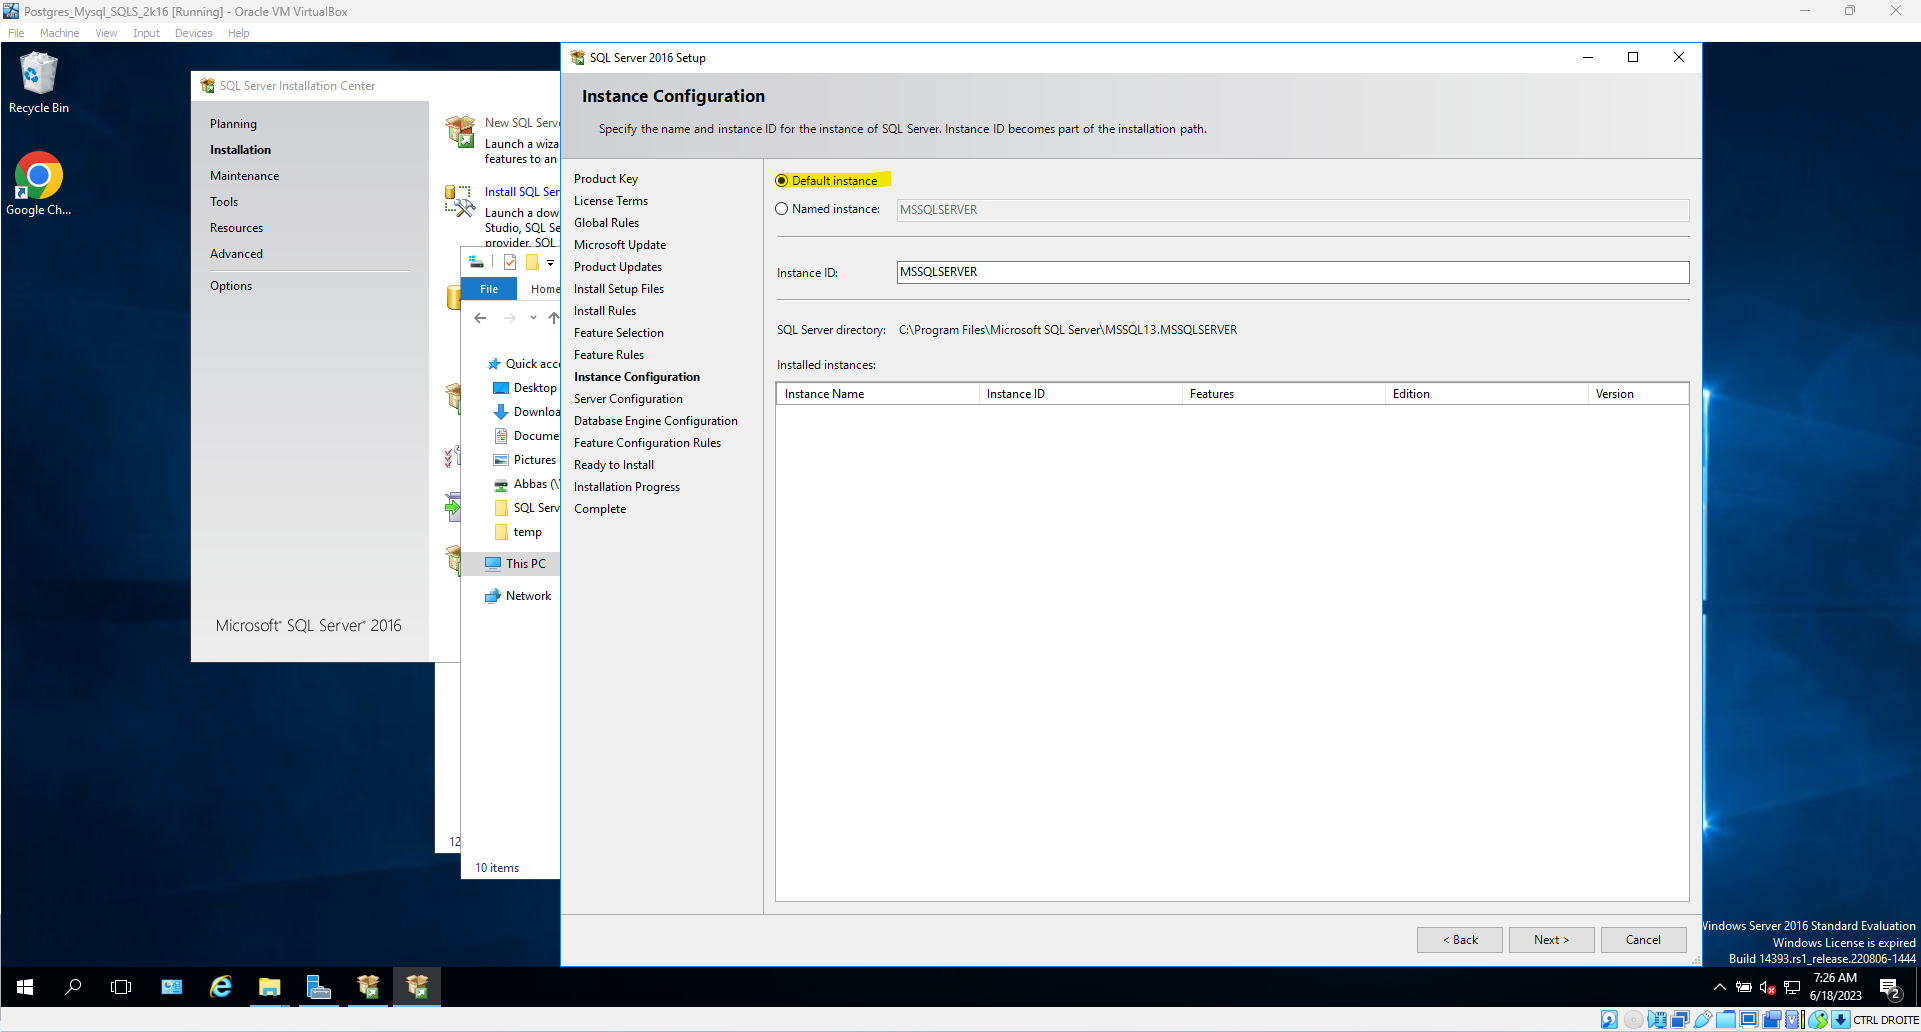 Postgres_Mysql_SQLS_2k16 [Running] - Oracle VM VirtualBox
File Machine View Input Devices Help
Recycle Bin
Google Ch...
SQL Server Installation Center
Planning
Installation
Maintenance
Tools
Resources
Advanced
Options
Microsoft® SQL Server® 2016
New SQL Serv
Launch a wiza
features to an
Install SQL Ser
Launch a dow
Studio, SQL Se
provider, SQL
File Home
Quick acc
Desktop
Downloa
Docume
Pictures
Abbas (\\
SQL Serv
temp
This PC
Network
12
10 items
SQL Server 2016 Setup
Instance Configuration
Specify the name and instance ID for the instance of SQL Server. Instance ID becomes part of the installation path.
Product Key
License Terms
Global Rules
Microsoft Update
Product Updates
Install Setup Files
Install Rules
Feature Selection
Feature Rules
Instance Configuration
Server Configuration
Database Engine Configuration
Feature Configuration Rules
Ready to Install
Installation Progress
Complete
Default instance
Named instance: MSSQLSERVER
Instance ID: MSSQLSERVER
SQL Server directory: C:\Program Files\Microsoft SQL Server\MSSQL13.MSSQLSERVER
Installed instances:
Instance Name Instance ID Features Edition Version
< Back Next > Cancel
Windows Server 2016 Standard Evaluation
Windows License is expired
Build 14393.rs1_release.220806-1444
7:26 AM
6/18/2023
2
CTRL DROITE